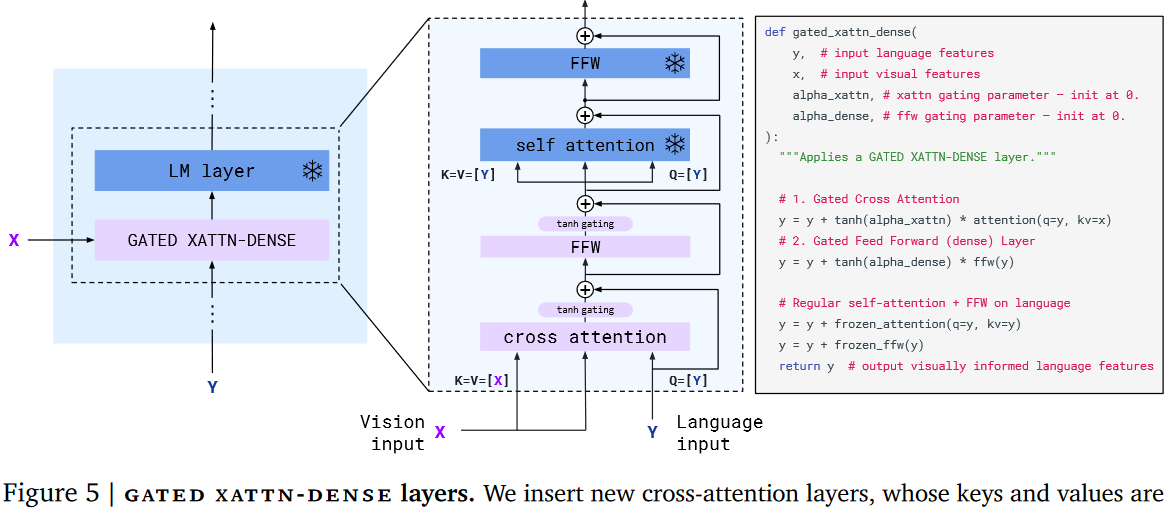 LM layer
X
GATED XATTN-DENSE
Y
FFW
self attention
K=V=[Y]
Q=[Y]
tanh gating
FFW
tanh gating
cross attention
K=V=[X]
Q=[Y]
Vision
input
X
Y
Language
input
def gated_xattn_dense(
y, # input language features
x, # input visual features
alpha_xattn, # xattn gating parameter – init at 0.
alpha_dense, # ffw gating parameter – init at 0.
):
"""Applies a GATED XATTN-DENSE layer."""
# 1. Gated Cross Attention
y = y + tanh(alpha_xattn) * attention(q=y, kv=x)
# 2. Gated Feed Forward (dense) Layer
y = y + tanh(alpha_dense) * ffw(y)
# Regular self-attention + FFW on language
y = y + frozen_attention(q=y, kv=y)
y = y + frozen_ffw(y)
return y # output visually informed language features
Figure 5 | GATED XATTN-DENSE layers. We insert new cross-attention layers, whose keys and values are